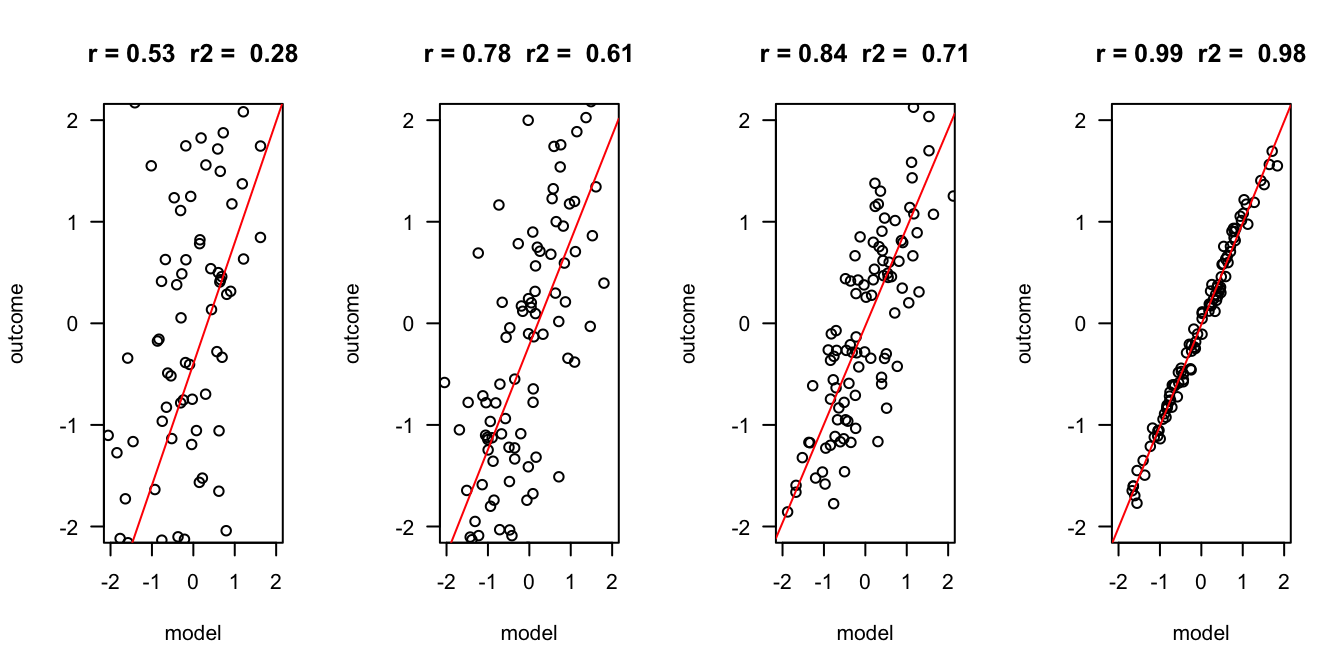 r = 0.53 r2 = 0.28
2
1
0
-1
-2
outcome
-2 -1 0 1 2
model
r = 0.78 r2 = 0.61
2
1
0
-1
-2
outcome
-2 -1 0 1 2
model
r = 0.84 r2 = 0.71
2
1
0
-1
-2
outcome
-2 -1 0 1 2
model
r = 0.99 r2 = 0.98
2
1
0
-1
-2
outcome
-2 -1 0 1 2
model